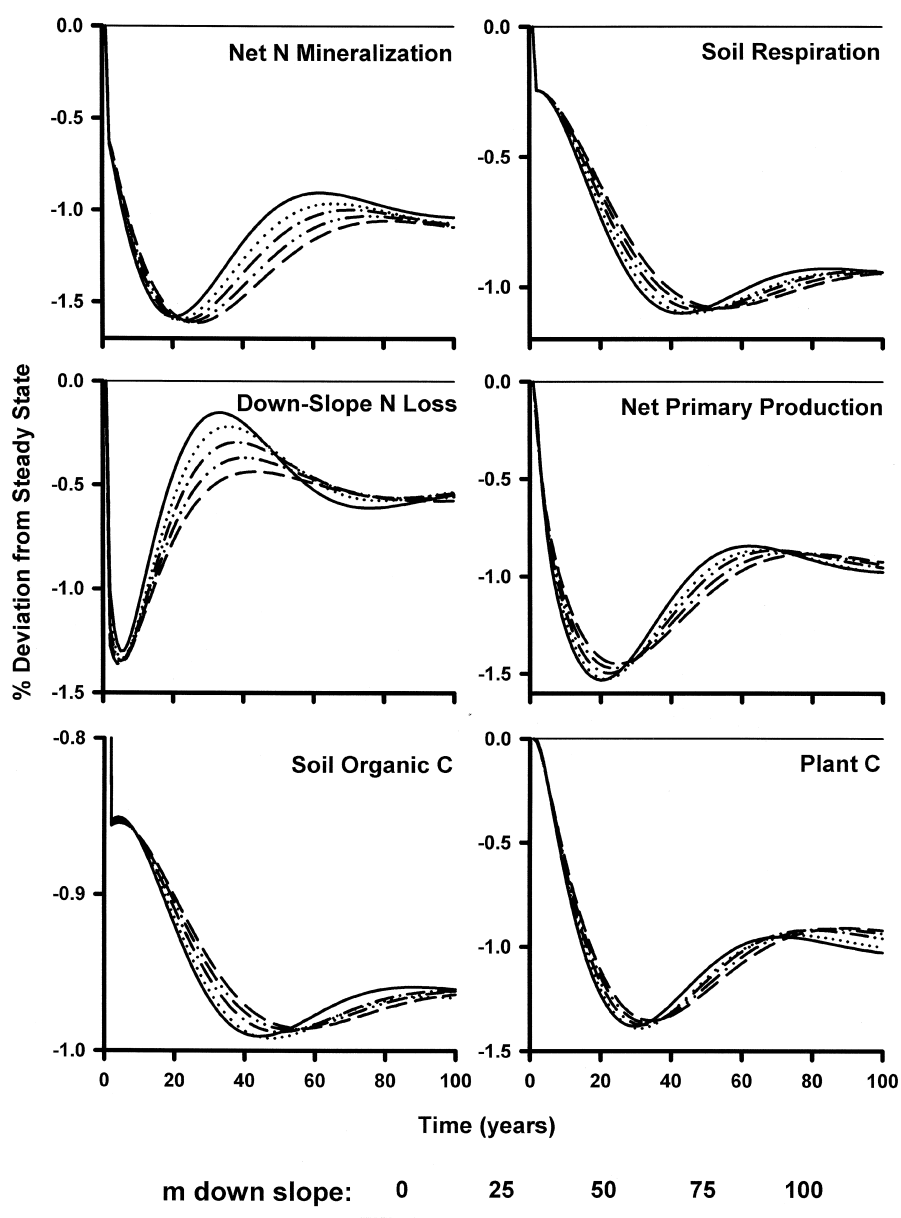 0.0
Net N Mineralization
-0.5
-1.0
-1.5
0.0
Soil Respiration
-0.5
-1.0
% Deviation from Steady State
0.0
Down-Slope N Loss
-0.5
-1.0
-1.5
0.0
Net Primary Production
-0.5
-1.0
-1.5
-0.8
Soil Organic C
-0.9
-1.0
0 20 40 60 80 100
0.0
Plant C
-0.5
-1.0
-1.5
0 20 40 60 80 100
Time (years)
m down slope: 0 25 50 75 100